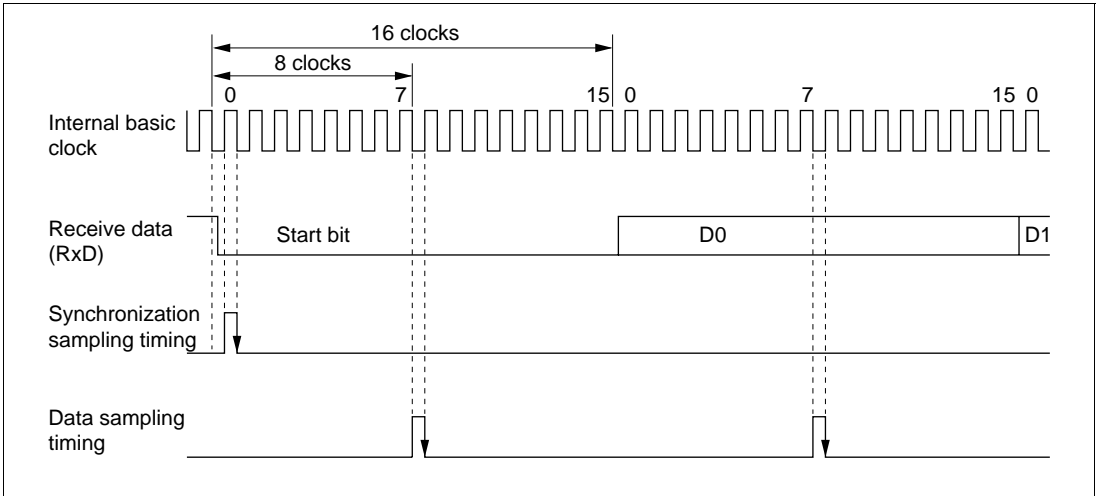 16 clocks
8 clocks
0 7 15 0 7 15 0
Internal basic
clock
Receive data
(RxD)
Start bit D0 D1
Synchronization
sampling timing
Data sampling
timing